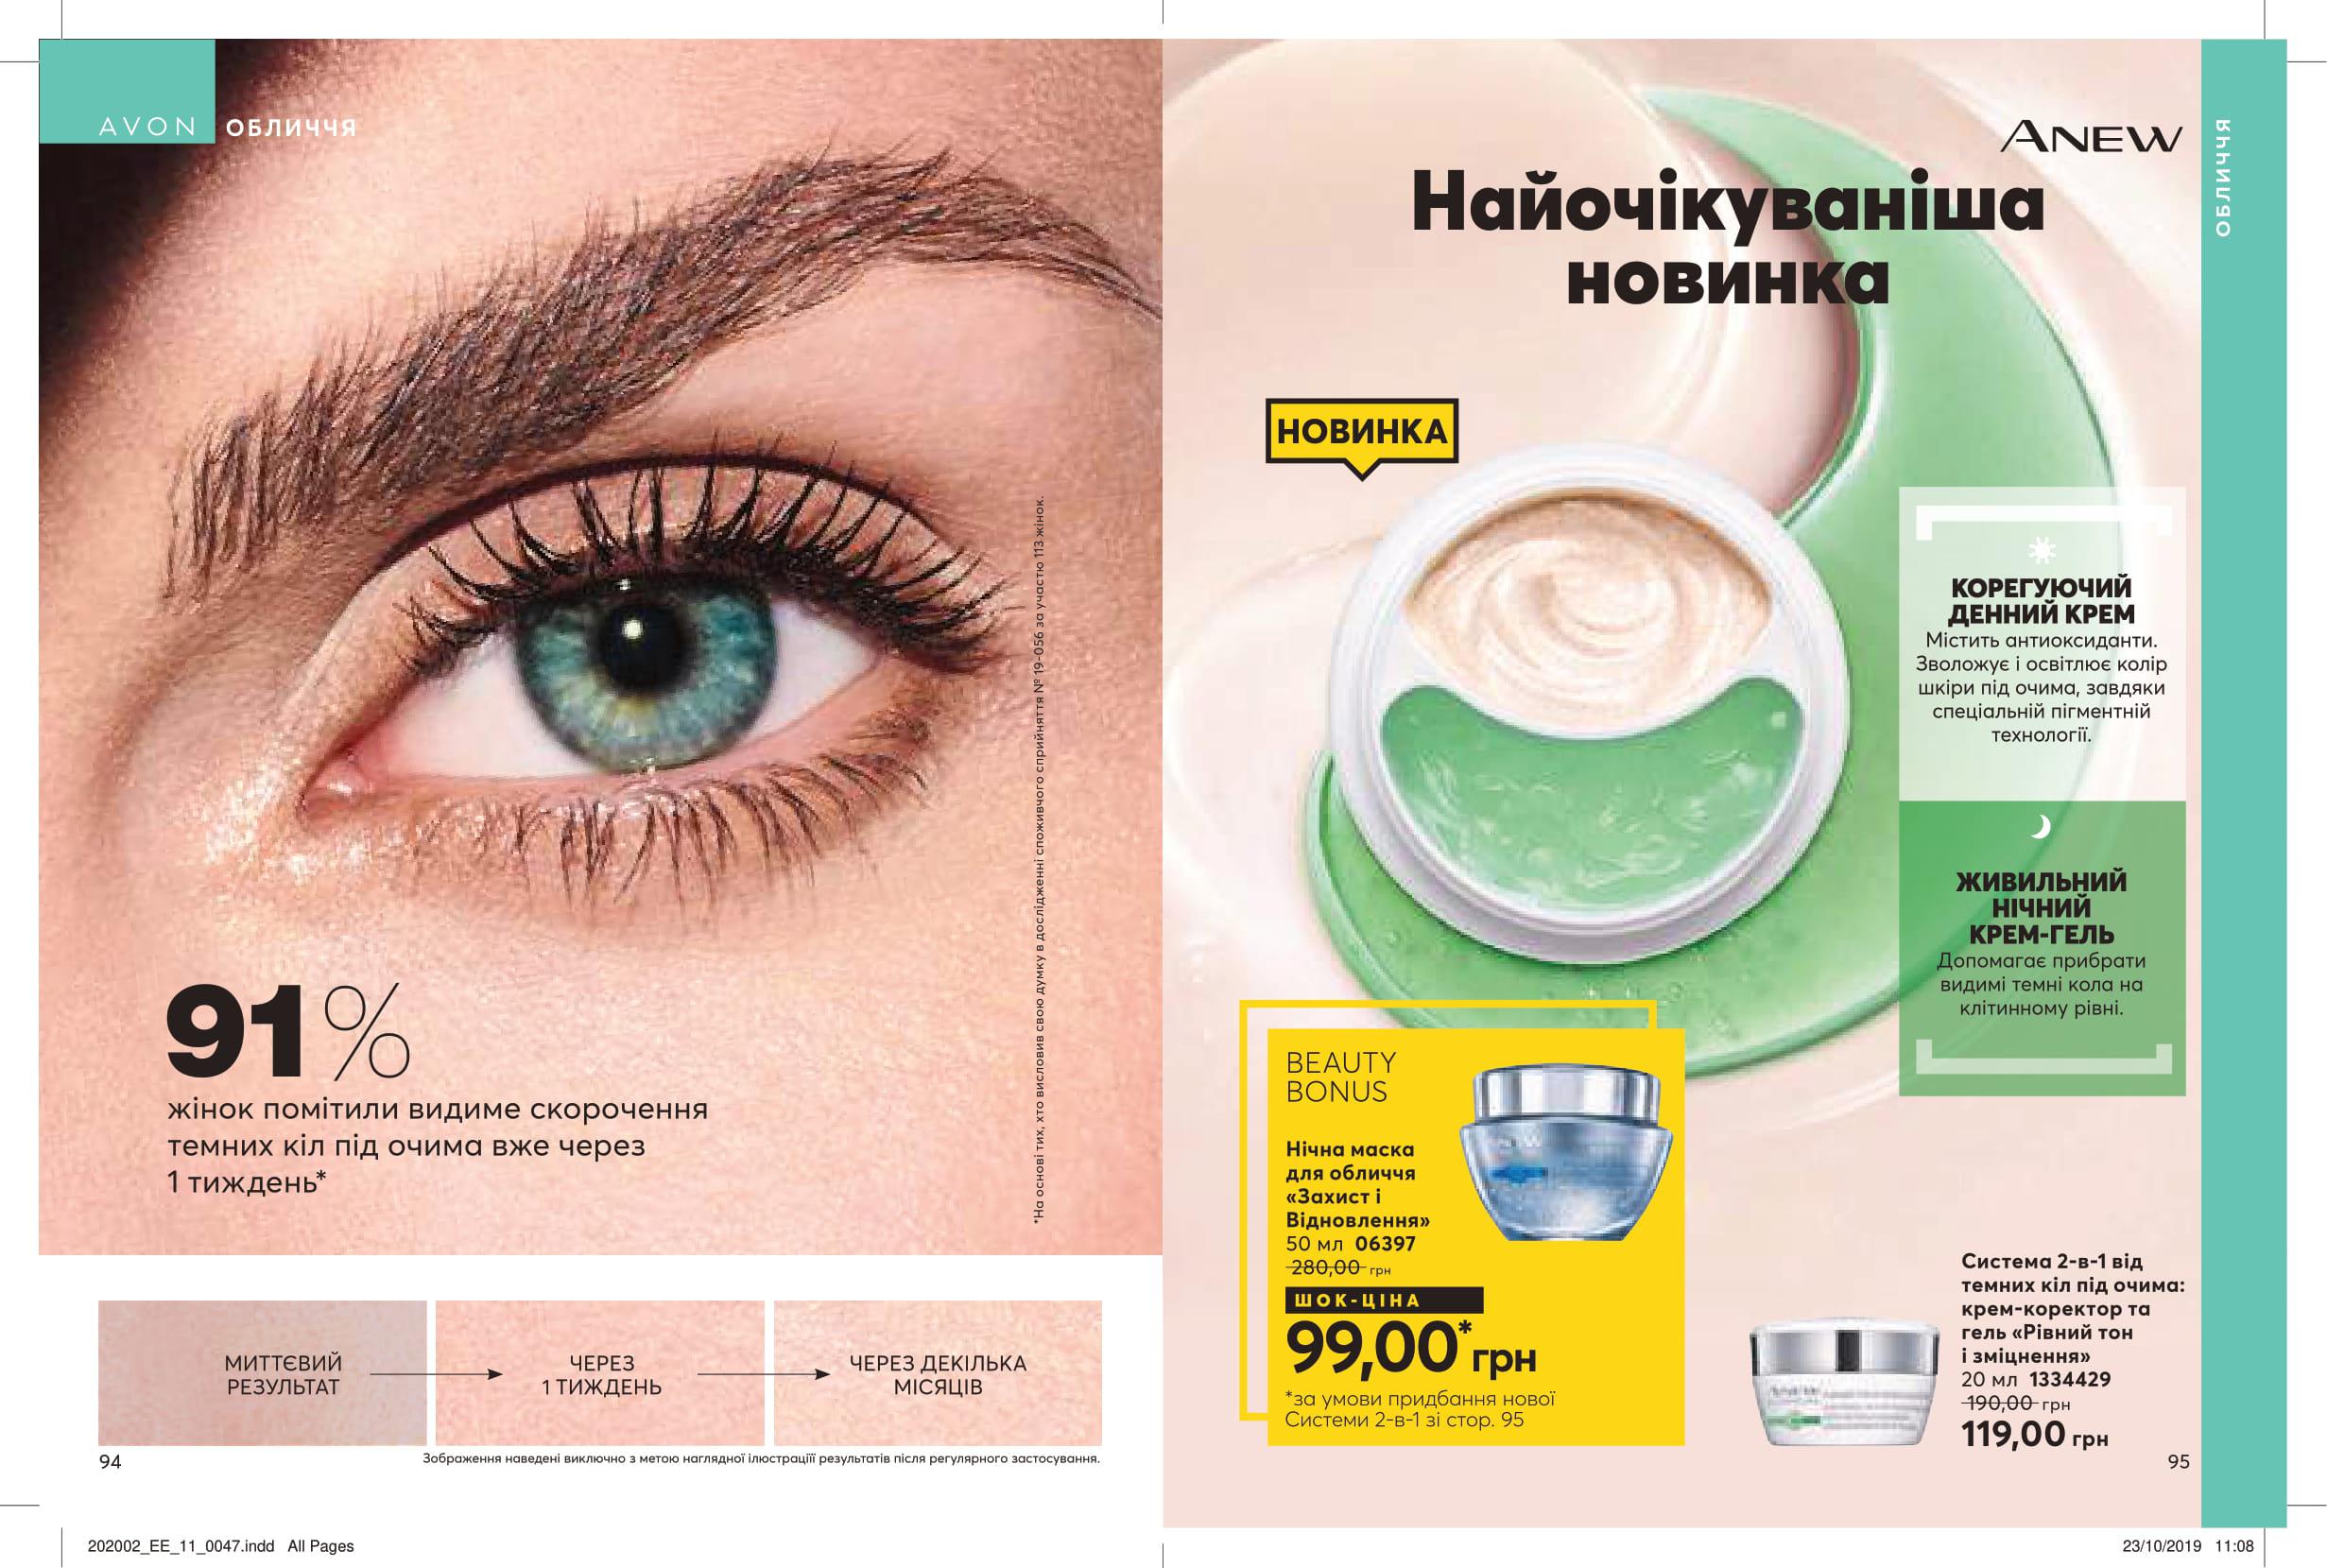 AVON ОБЛИЧЧЯ
*На основі тих, хто висловив свою думку в дослідженні споживчого сприйняття № 19-056 за участю 113 жінок.
91%
жінок помітили видиме скорочення
темних кіл під очима вже через
1 тиждень*
МИТТЄВИЙ
РЕЗУЛЬТАТ
ЧЕРЕЗ
1 ТИЖДЕНЬ
ЧЕРЕЗ ДЕКІЛЬКА
МІСЯЦІВ
94
Зображення наведені виключно з метою наглядної ілюстраціїї результатів після регулярного застосування.
ANEW
ОБЛИЧЧЯ
Найочікуваніша
новинка
НОВИНКА
КОРЕГУЮЧИЙ
ДЕННИЙ КРЕМ
Містить антиоксиданти.
Зволожує і освітлює колір
шкіри під очима, завдяки
спеціальній пігментній
технології.
ЖИВИЛЬНИЙ
НІЧНИЙ
КРЕМ-ГЕЛЬ
Допомагає прибрати
видимі темні кола на
клітинному рівні.
BEAUTY
BONUS
Нічна маска
для обличчя
«Захист і
Відновлення»
50 мл 06397
280,00 грн
ШОК-ЦІНА
99,00* грн
*за умови придбання нової
Системи 2-в-1 зі стор. 95
Система 2-в-1 від
темних кіл під очима:
крем-коректор та
гель «Рівний тон
і зміцнення»
20 мл 1334429
190,00 грн
119,00 грн
95
202002_EE_11_0047.indd All Pages
23/10/2019 11:08